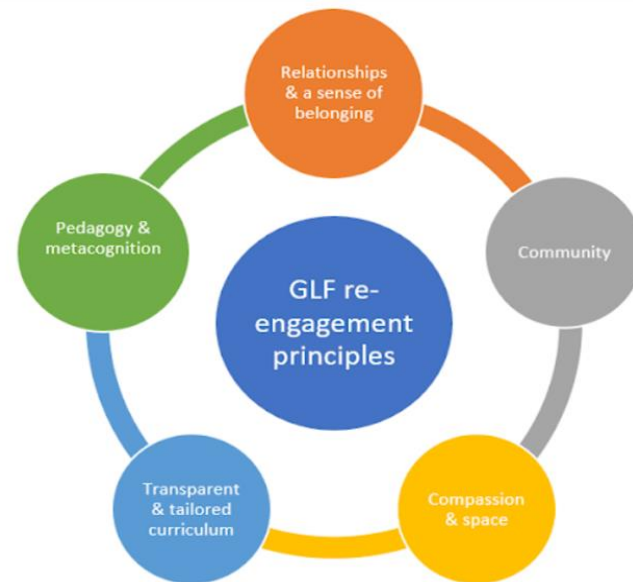 Relationships
& a sense of
belonging
Community
Compassion
& space
Transparent
& tailored
curriculum
Pedagogy &
metacognition
GLF re-
engagement
principles